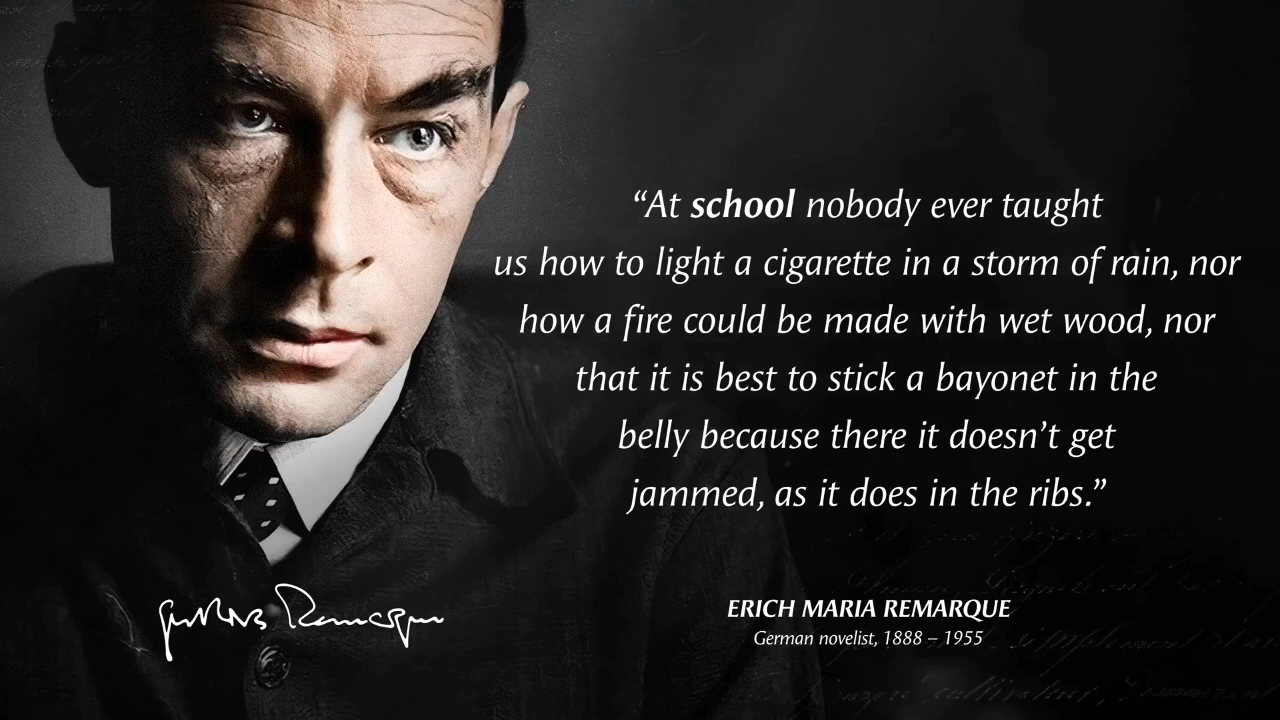 “At school nobody ever taught
us how to light a cigarette in a storm of rain, nor
how a fire could be made with wet wood, nor
that it is best to stick a bayonet in the
belly because there it doesn’t get
jammed, as it does in the ribs.”
Remarque
ERICH MARIA REMARQUE
German novelist, 1888 – 1955